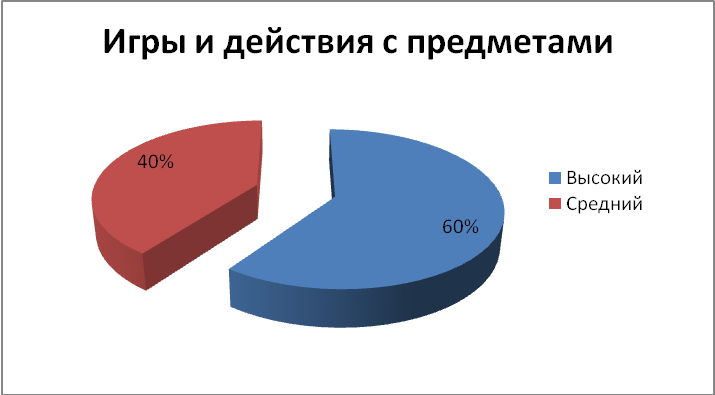 Игры и действия с предметами
40%
60%
Высокий
Средний